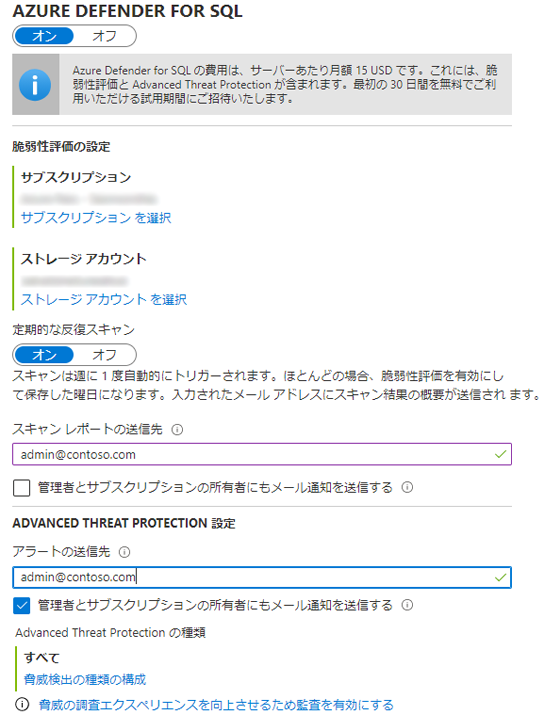 AZURE DEFENDER FOR SQL
オン オフ
Azure Defender for SQL の費用は、サーバーあたり月額 15 USD です。これには、脆
弱性評価と Advanced Threat Protection が含まれます。最初の 30 日間を無料でご利
用いただける試用期間にご招待いたします。
脆弱性評価の設定
サブスクリプション
サブスクリプション を選択
ストレージ アカウント
ストレージ アカウント を選択
定期的な反復スキャン
オン オフ
スキャンは週に 1 度自動的にトリガーされます。ほとんどの場合、脆弱性評価を有効にし
て保存した曜日になります。入力されたメール アドレスにスキャン結果の概要が送信され ます。
スキャン レポートの送信先
admin@contoso.com
管理者とサブスクリプションの所有者にもメール通知を送信する
ADVANCED THREAT PROTECTION 設定
アラートの送信先
admin@contoso.com
管理者とサブスクリプションの所有者にもメール通知を送信する
Advanced Threat Protection の種類
すべて
脅威検出の種類の構成
脅威の調査エクスペリエンスを向上させるため監査を有効にする